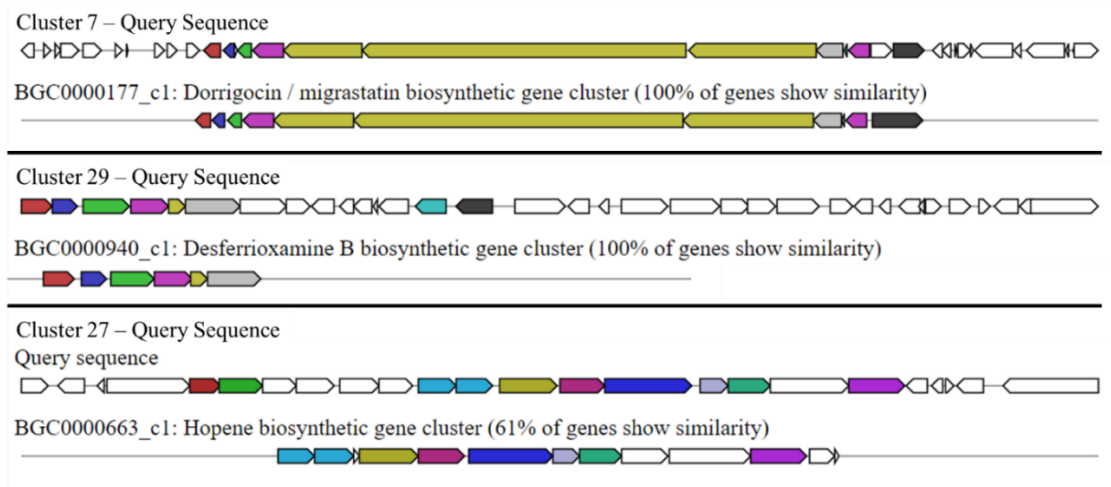 Cluster 7 – Query Sequence
BGC0000177_c1: Dorrigocin / migrastatin biosynthetic gene cluster (100% of genes show similarity)
Cluster 29 – Query Sequence
BGC0000940_c1: Desferrioxamine B biosynthetic gene cluster (100% of genes show similarity)
Cluster 27 – Query Sequence
Query sequence
BGC0000663_c1: Hopene biosynthetic gene cluster (61% of genes show similarity)